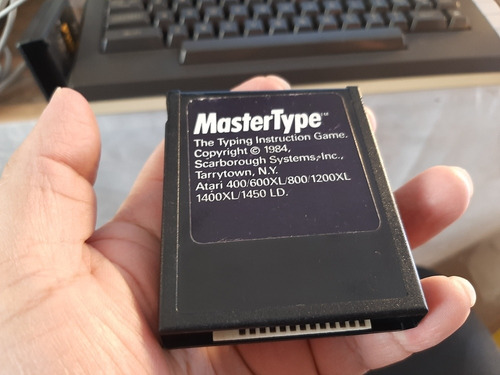 MasterType™
The Typing Instruction Game.
Copyright © 1984,
Scarborough Systems, Inc.,
Tarrytown, N.Y.
Atari 400/600XL/800/1200XL
1400XL/1450 LD.